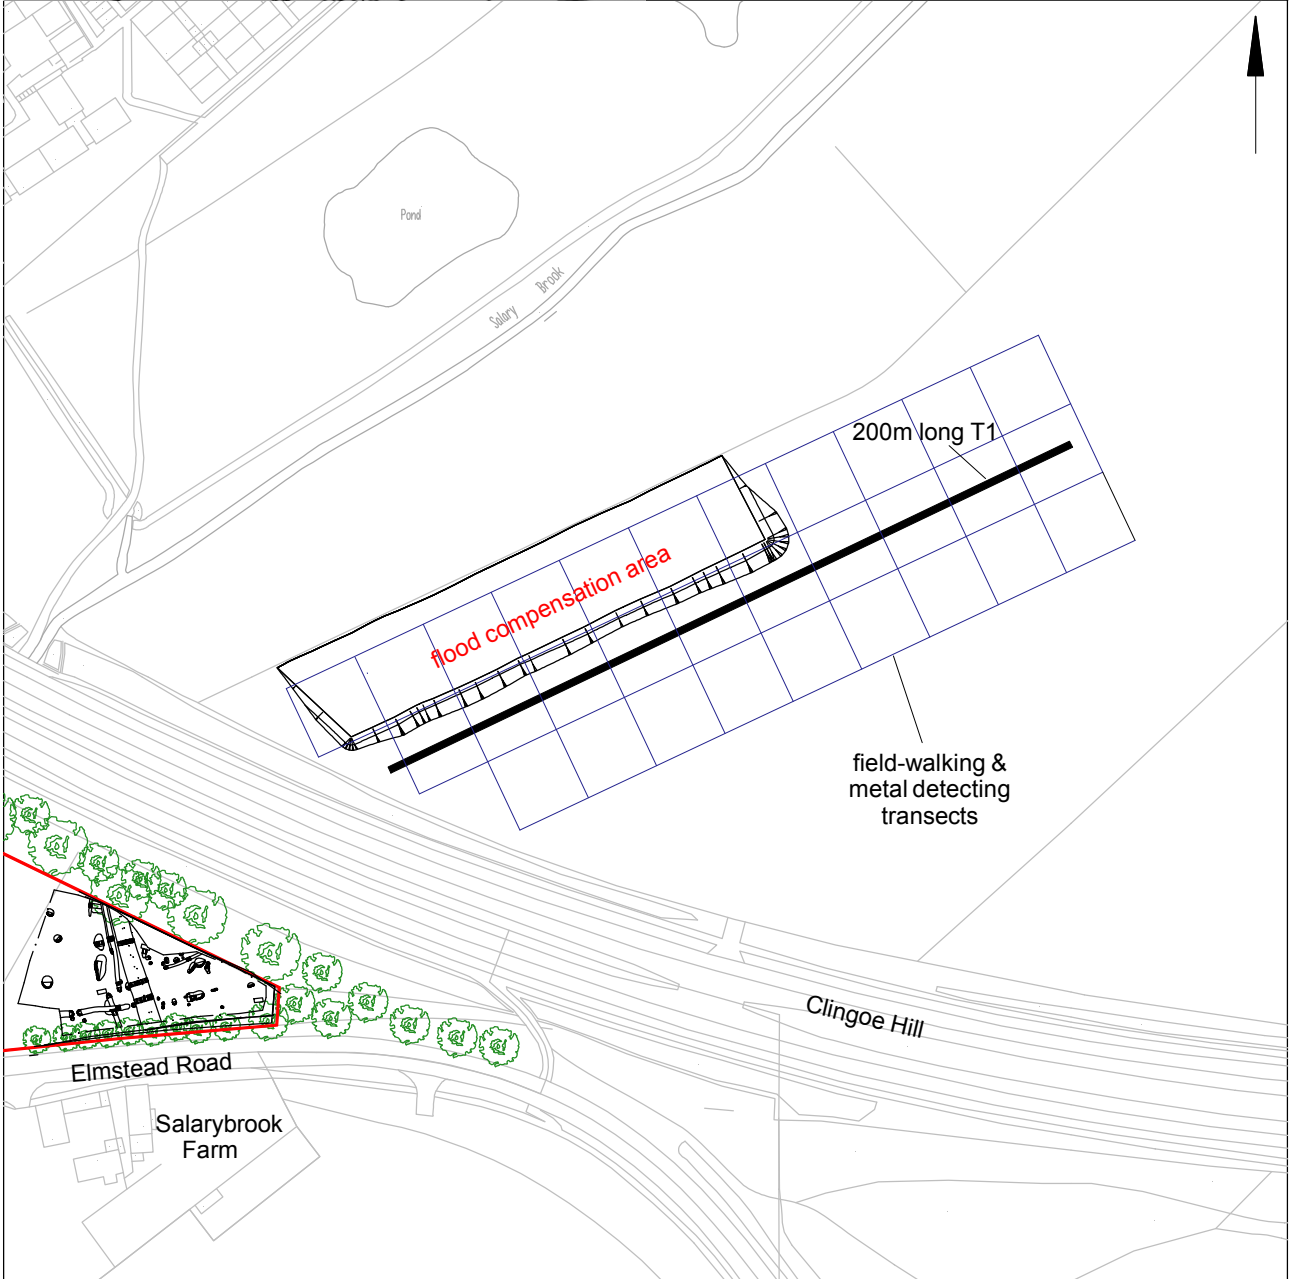 Pond
Salary Brook
200m long T1
flood compensation area
field-walking &
metal detecting
transects
Clingoe Hill
Elmstead Road
Salarybrook
Farm